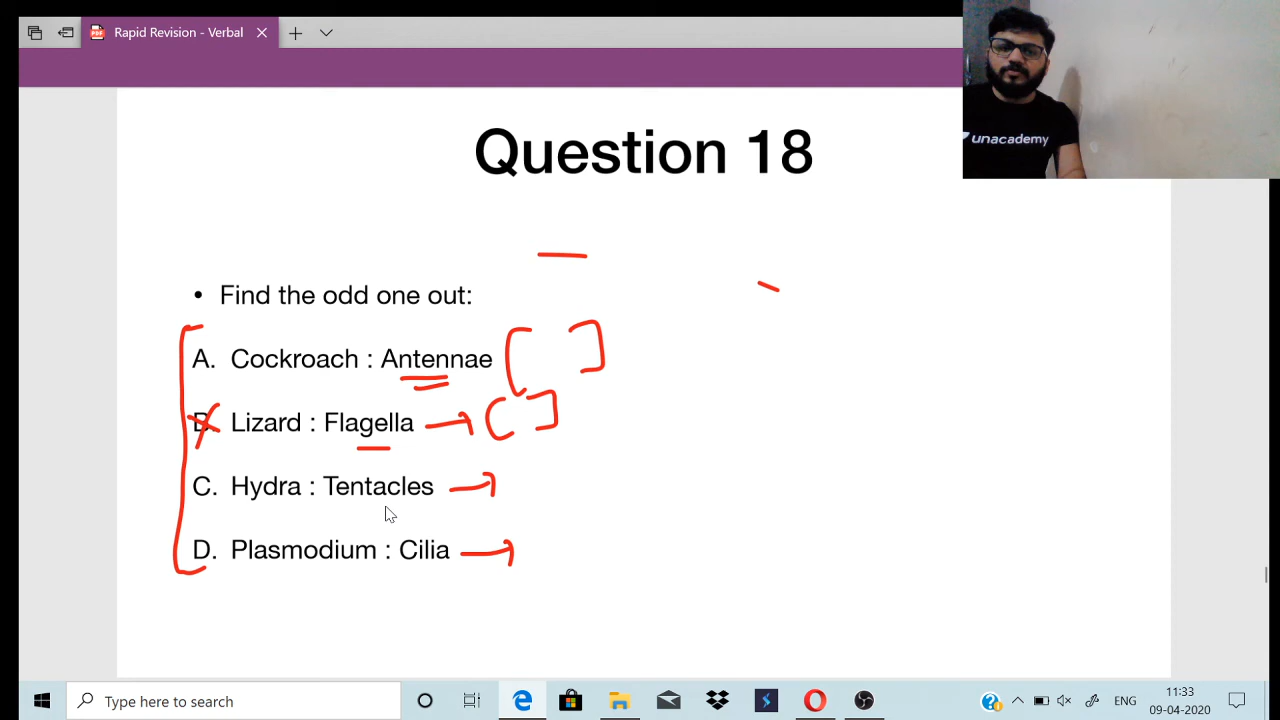 Rapid Revision - Verbal
unacademy
Question 18
• Find the odd one out:
A. Cockroach : Antennae
B. Lizard : Flagella
C. Hydra : Tentacles
D. Plasmodium : Cilia
Type here to search
ENG
11:33
09-04-2020